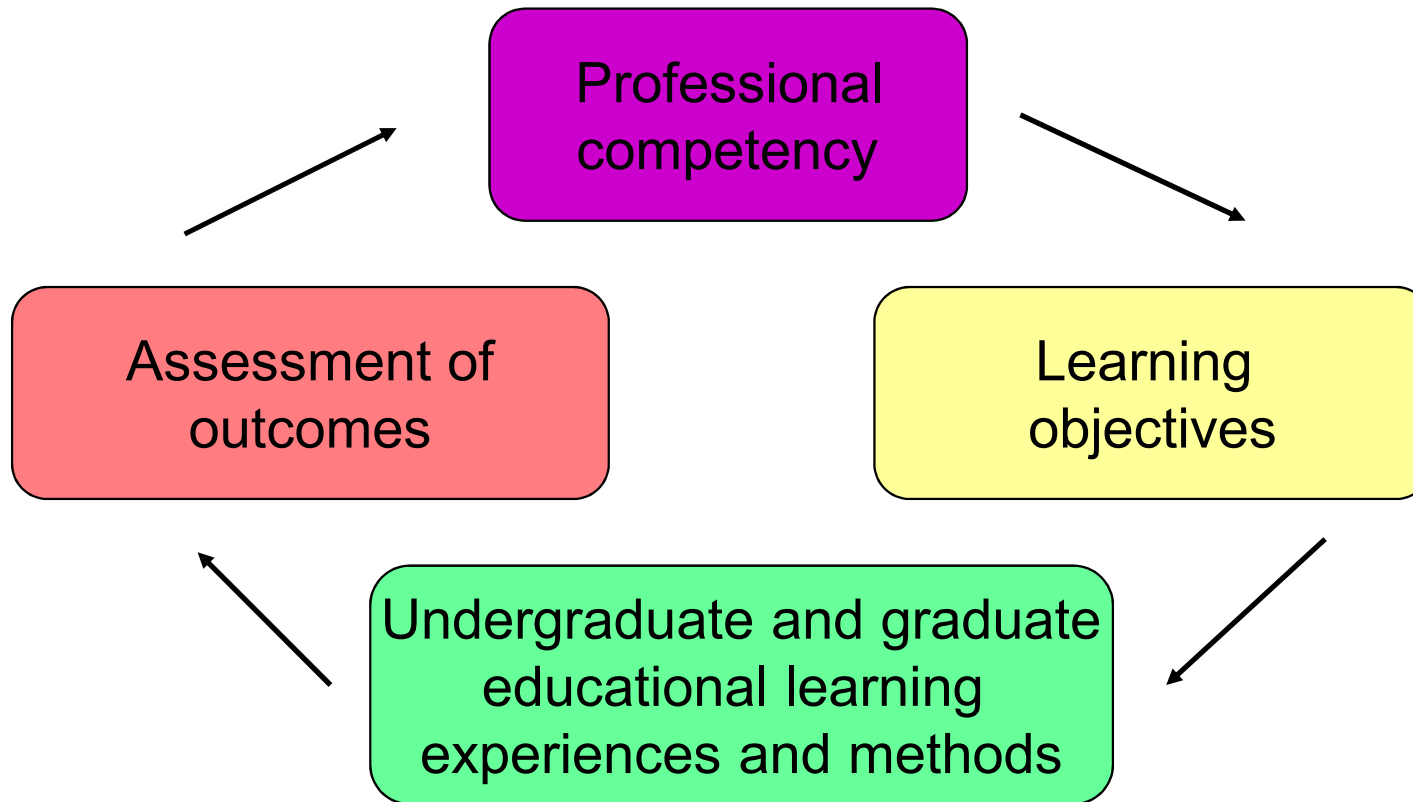 Professional
competency
Assessment of
outcomes
Learning
objectives
Undergraduate and graduate
educational learning
experiences and methods